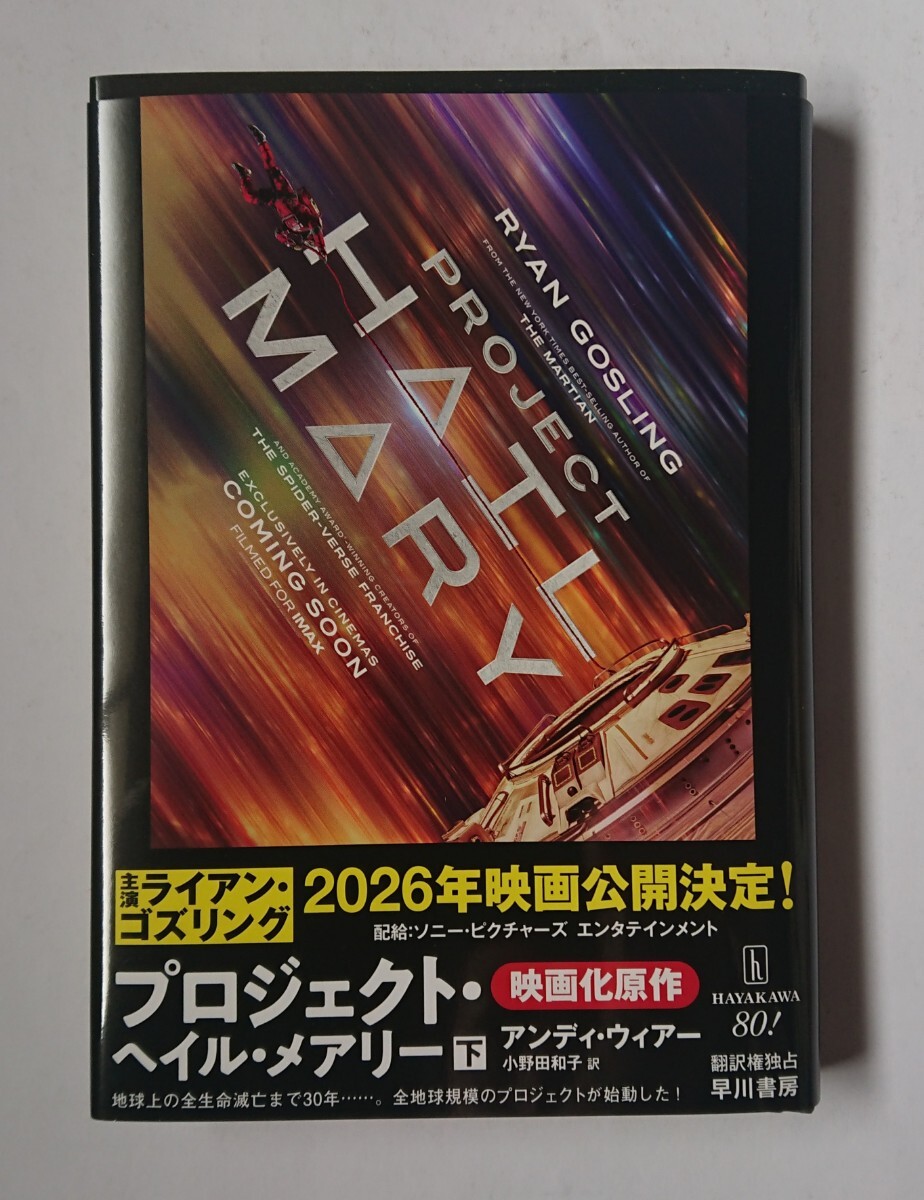 RYAN GOSLING
FROM THE NEW YORK TIMES BEST-SELLING AUTHOR OF
THE MARTIAN
PROJECT
HAIL
MARY
AND ACADEMY AWARD-WINNING CREATORS OF
THE SPIDER-VERSE FRANCHISE
EXCLUSIVELY IN CINEMAS
COMING SOON
FILMED FOR IMAX
主演 ライアン・
ゴズリング
2026年映画公開決定!
配給:ソニー・ピクチャーズ エンタテインメント
プロジェクト・
ヘイル・メアリー 下
映画化原作
アンディ・ウィアー
小野田和子 訳
地球上の全生命滅亡まで30年……。全地球規模のプロジェクトが始動した!
h
HAYAKAWA
80!
翻訳権独占
早川書房